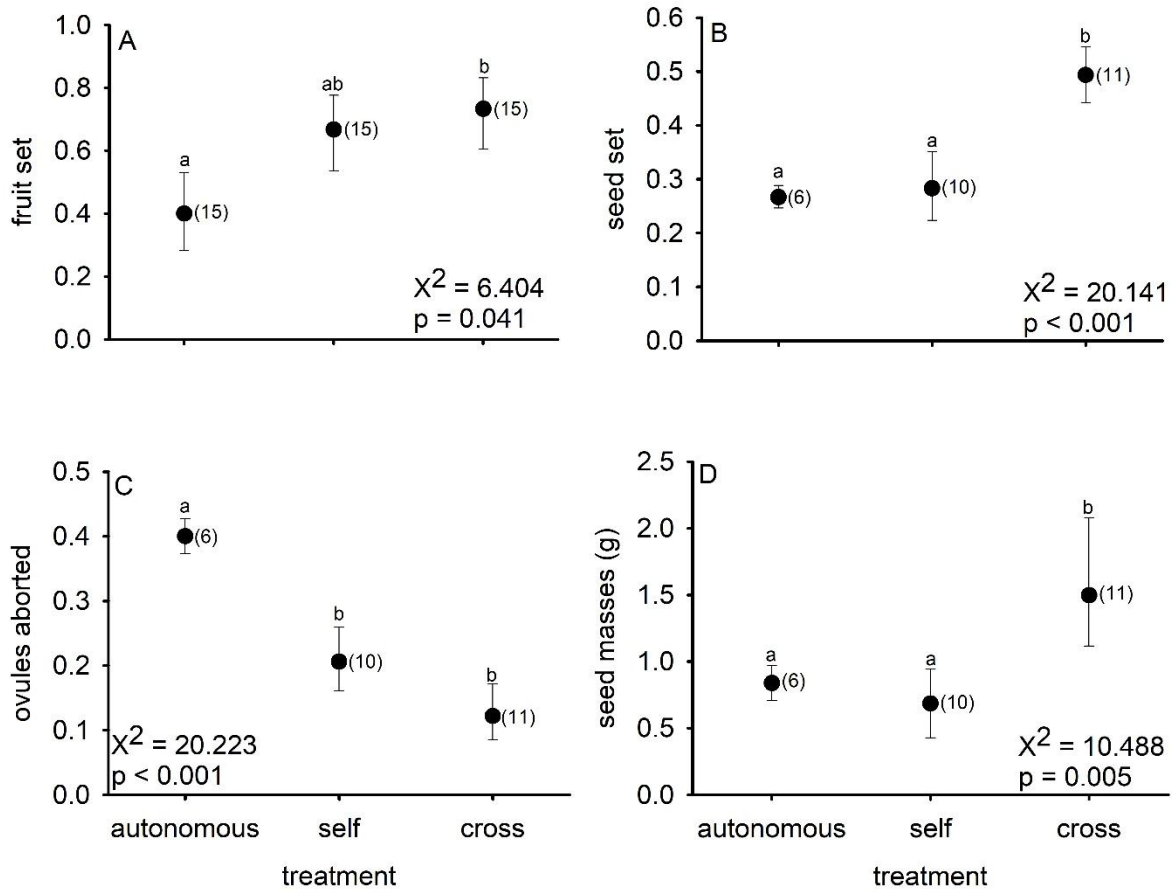 A
fruit set
1.0
0.8
0.6
0.4
0.2
0.0
a
(15)
ab
(15)
b
(15)
X2 = 6.404
p = 0.041
B
seed set
0.6
0.5
0.4
0.3
0.2
0.1
0.0
a
(6)
a
(10)
b
(11)
X2 = 20.141
p < 0.001
C
ovules aborted
0.5
0.4
0.3
0.2
0.1
0.0
a
(6)
b
(10)
b
(11)
X2 = 20.223
p < 0.001
autonomous self cross
treatment
D
seed masses (g)
2.5
2.0
1.5
1.0
0.5
0.0
a
(6)
a
(10)
b
(11)
X2 = 10.488
p = 0.005
autonomous self cross
treatment